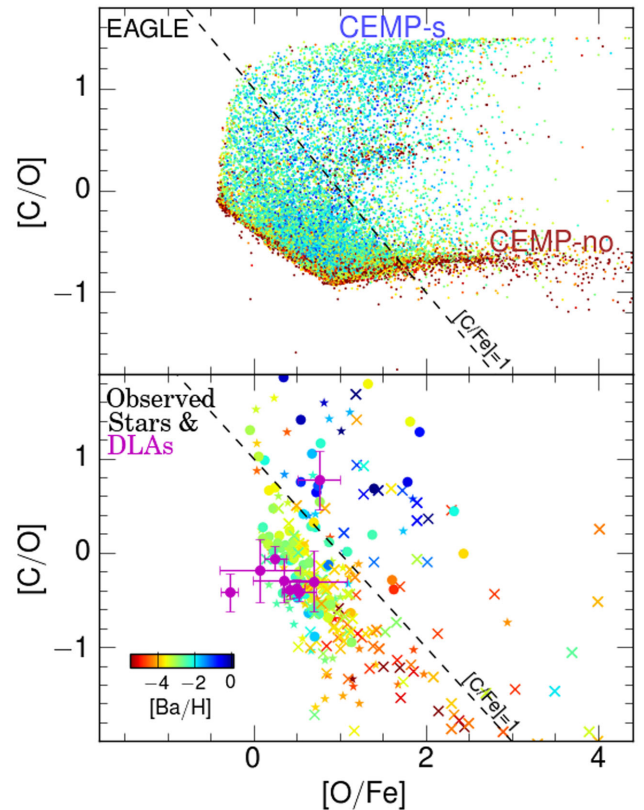 EAGLE
CEMP-s
1
0
−1
[C/O]
CEMP-no
[C/Fe]=1
Observed
Stars &
DLAs
1
0
−1
[C/O]
−4 −2 0
[Ba/H]
[C/Fe]=1
0 2 4
[O/Fe]